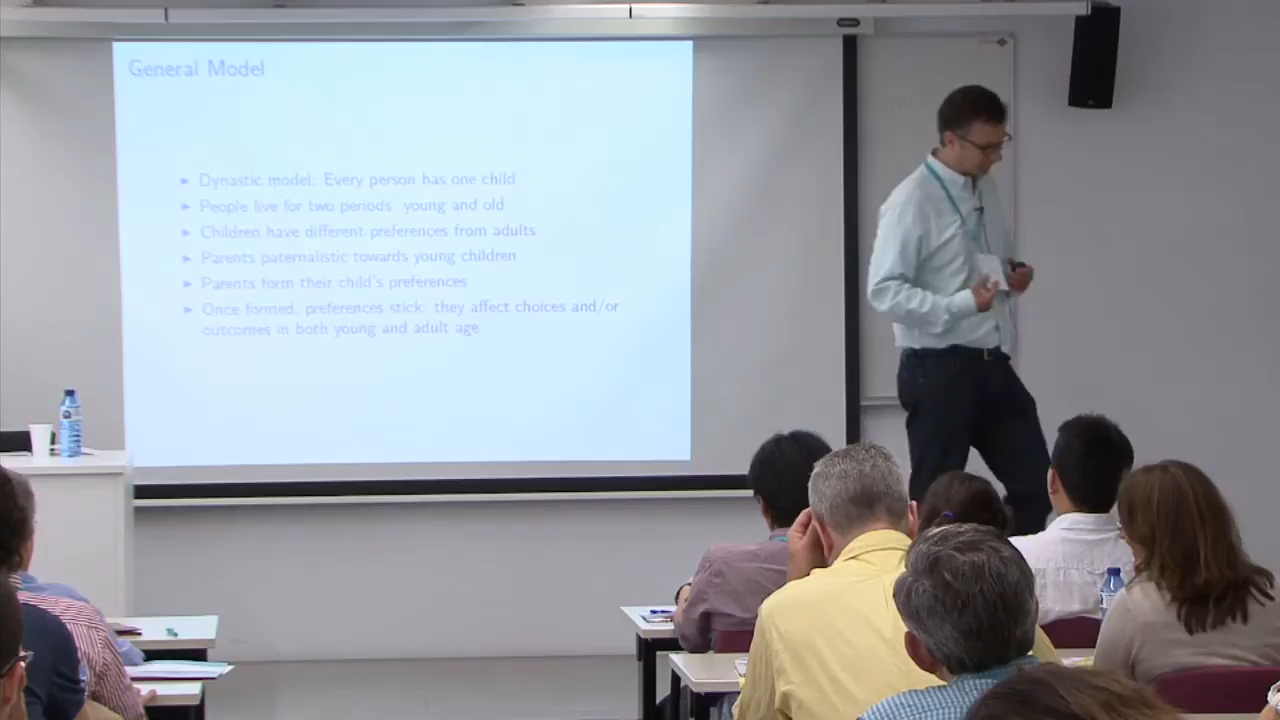 General Model
► Dynastic model: Every person has one child
► People live for two periods: young and old
► Children have different preferences from adults
► Parents paternalistic towards young children
► Parents form their child's preferences
► Once formed, preferences stick: they affect choices and/or
outcomes in both young and adult age